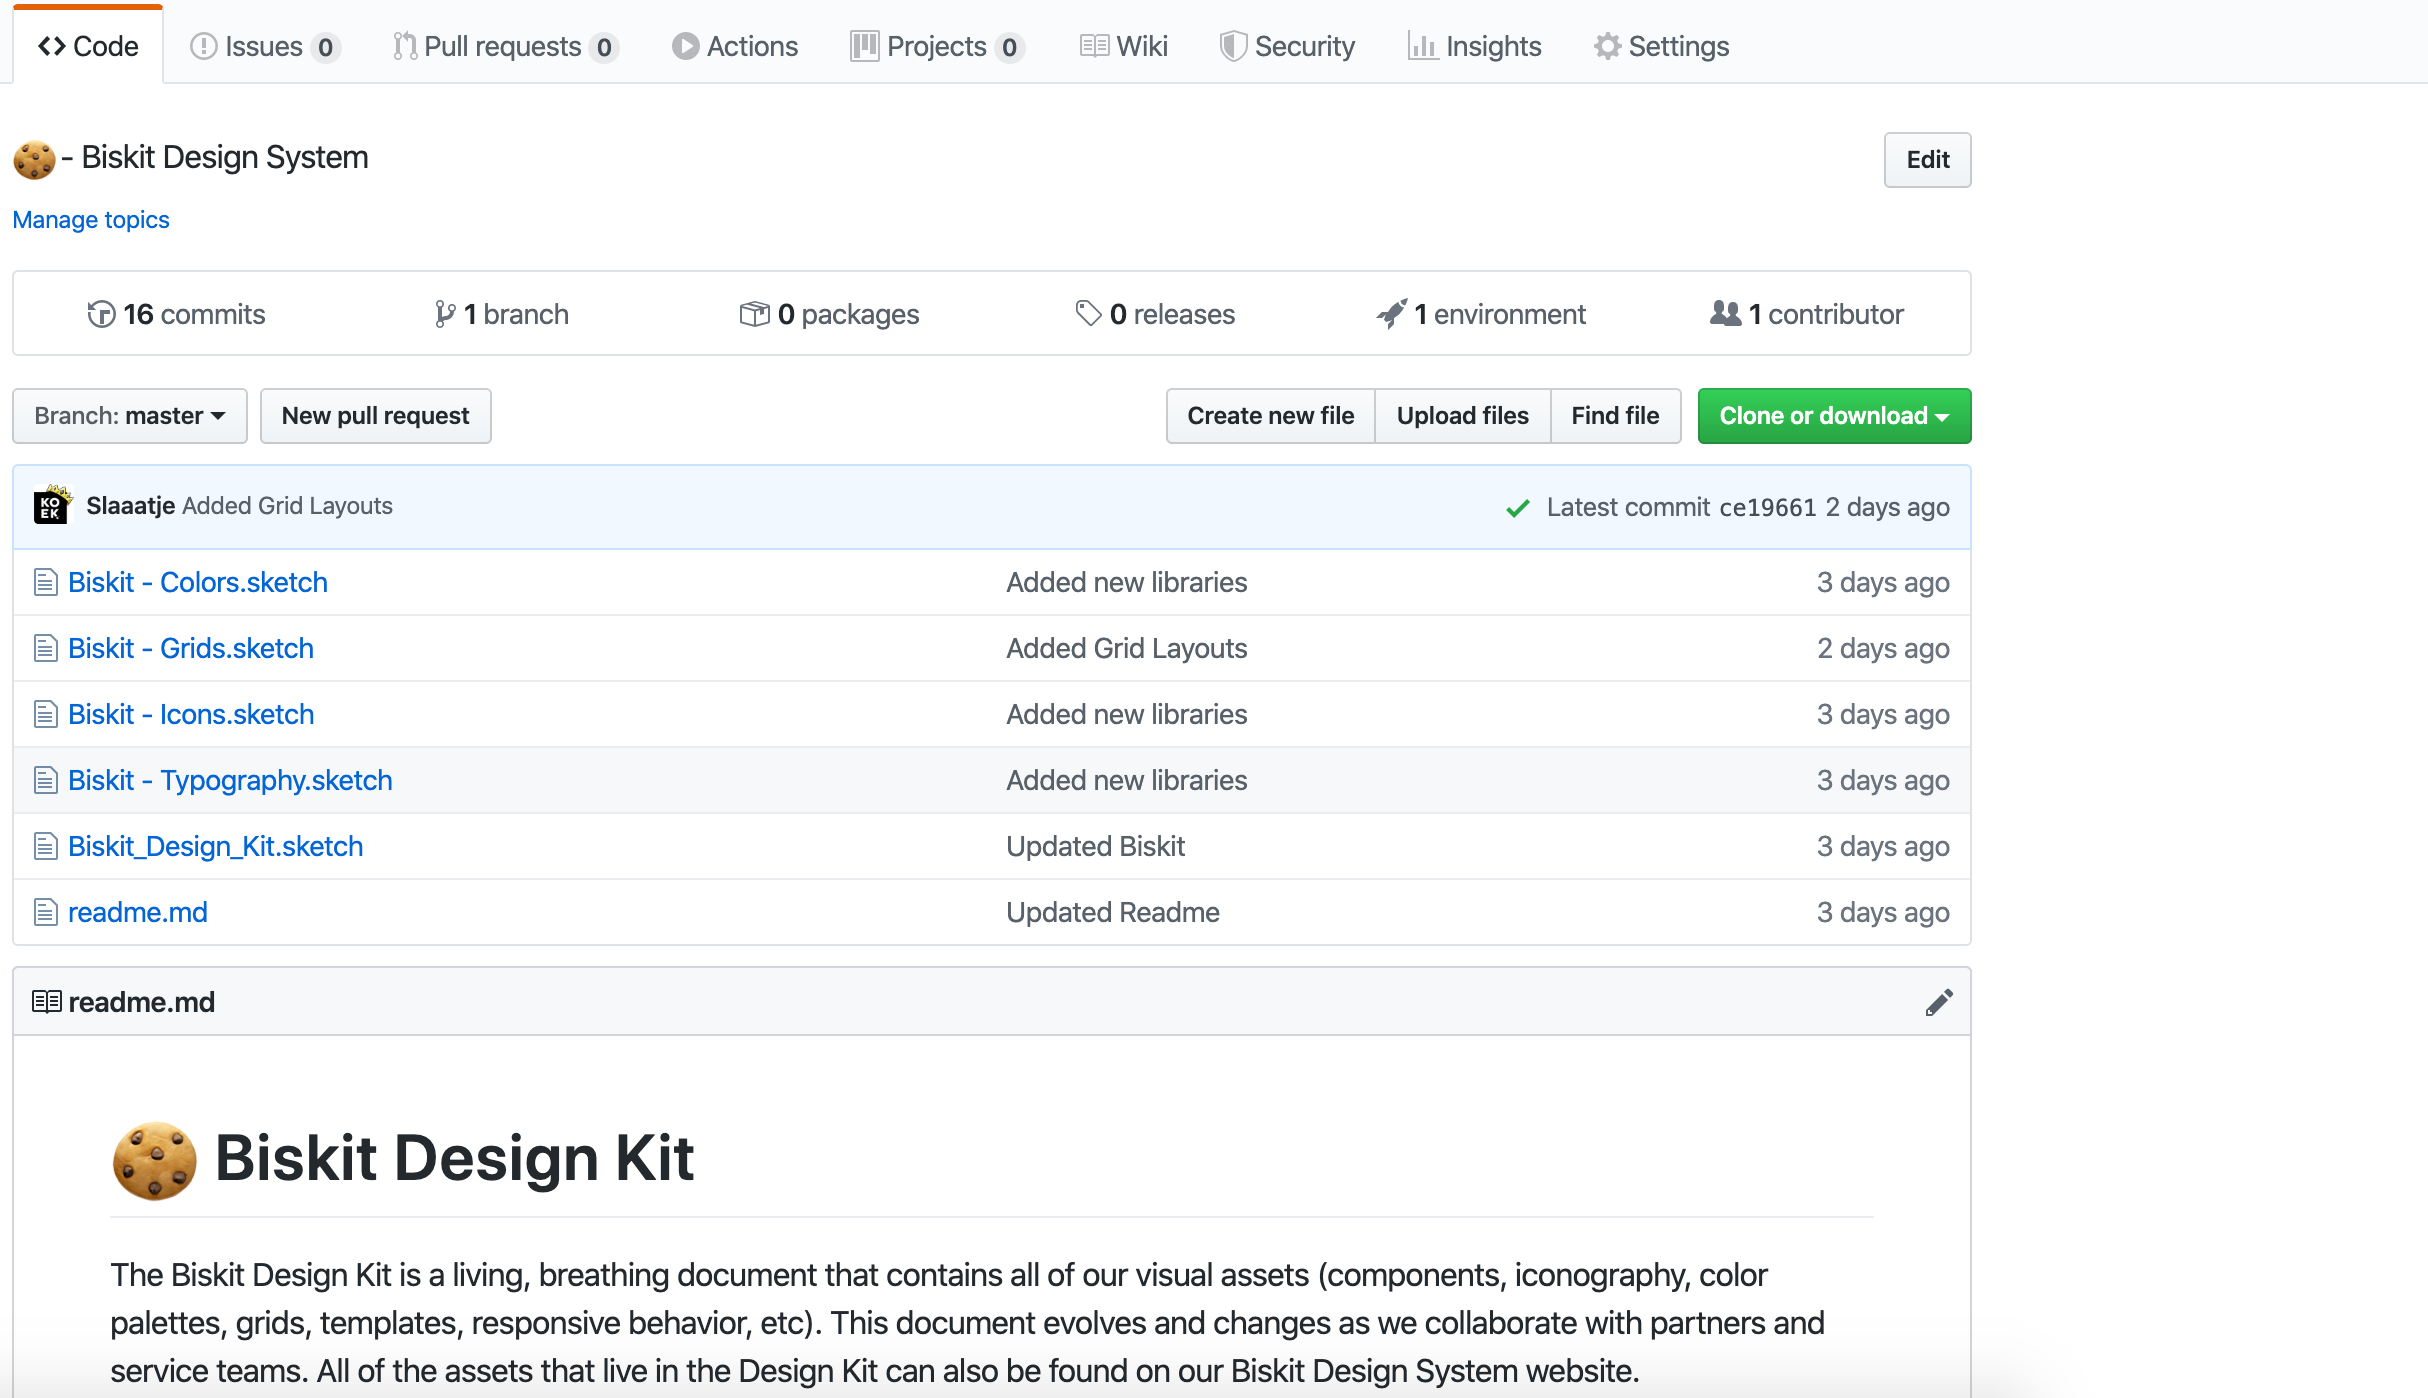 Code Issues 0 Pull requests 0 Actions Projects 0 Wiki Security Insights Settings
- Biskit Design System Edit
Manage topics
16 commits 1 branch 0 packages 0 releases 1 environment 1 contributor
Branch: master New pull request Create new file Upload files Find file Clone or download
KO
EK
Slaaatje Added Grid Layouts Latest commit ce19661 2 days ago
Biskit - Colors.sketch Added new libraries 3 days ago
Biskit - Grids.sketch Added Grid Layouts 2 days ago
Biskit - Icons.sketch Added new libraries 3 days ago
Biskit - Typography.sketch Added new libraries 3 days ago
Biskit_Design_Kit.sketch Updated Biskit 3 days ago
readme.md Updated Readme 3 days ago
readme.md
Biskit Design Kit
The Biskit Design Kit is a living, breathing document that contains all of our visual assets (components, iconography, color
palettes, grids, templates, responsive behavior, etc). This document evolves and changes as we collaborate with partners and
service teams. All of the assets that live in the Design Kit can also be found on our Biskit Design System website.